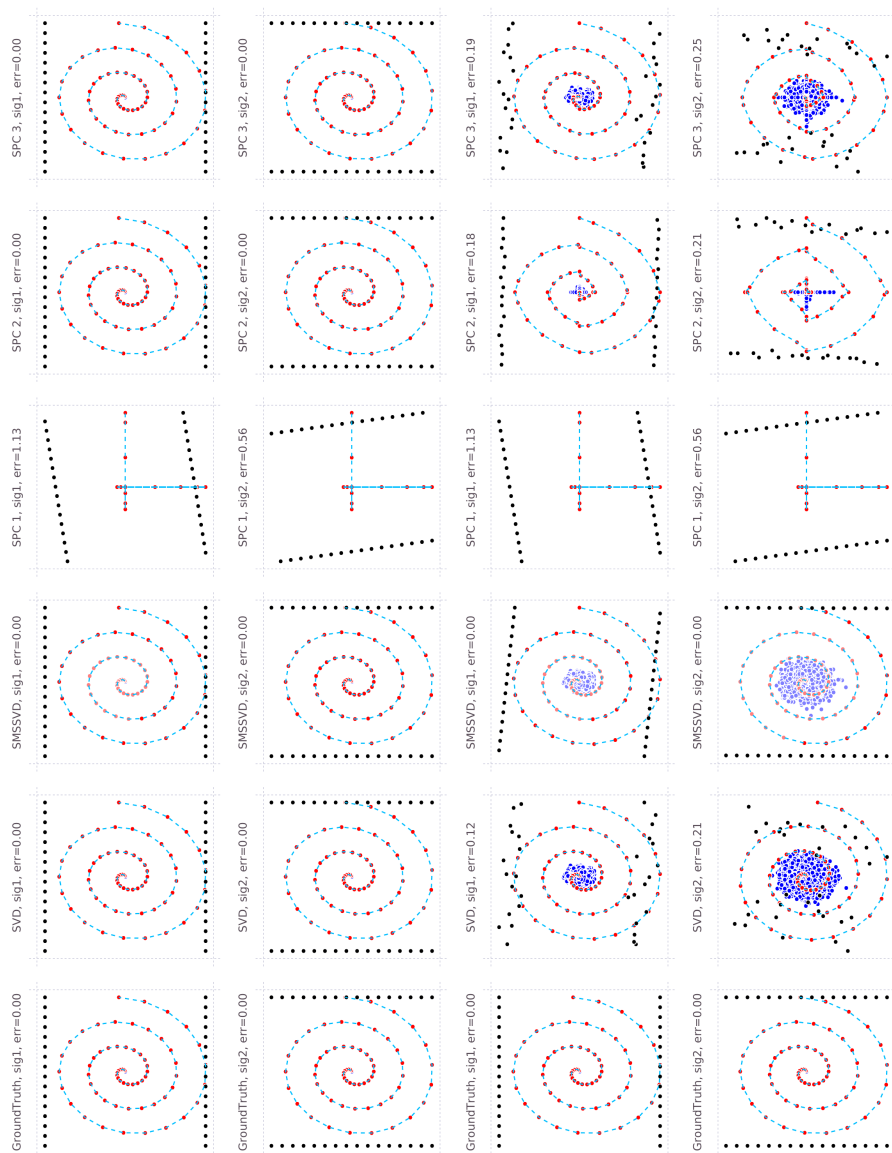 GroundTruth, sig1, err=0.00
SVD, sig1, err=0.00
SMSSVD, sig1, err=0.00
SPC 1, sig1, err=1.13
SPC 2, sig1, err=0.00
SPC 3, sig1, err=0.00
GroundTruth, sig2, err=0.00
SVD, sig2, err=0.00
SMSSVD, sig2, err=0.00
SPC 1, sig2, err=0.56
SPC 2, sig2, err=0.00
SPC 3, sig2, err=0.00
GroundTruth, sig1, err=0.00
SVD, sig1, err=0.12
SMSSVD, sig1, err=0.00
SPC 1, sig1, err=1.13
SPC 2, sig1, err=0.18
SPC 3, sig1, err=0.19
GroundTruth, sig2, err=0.00
SVD, sig2, err=0.21
SMSSVD, sig2, err=0.00
SPC 1, sig2, err=0.56
SPC 2, sig2, err=0.21
SPC 3, sig2, err=0.25